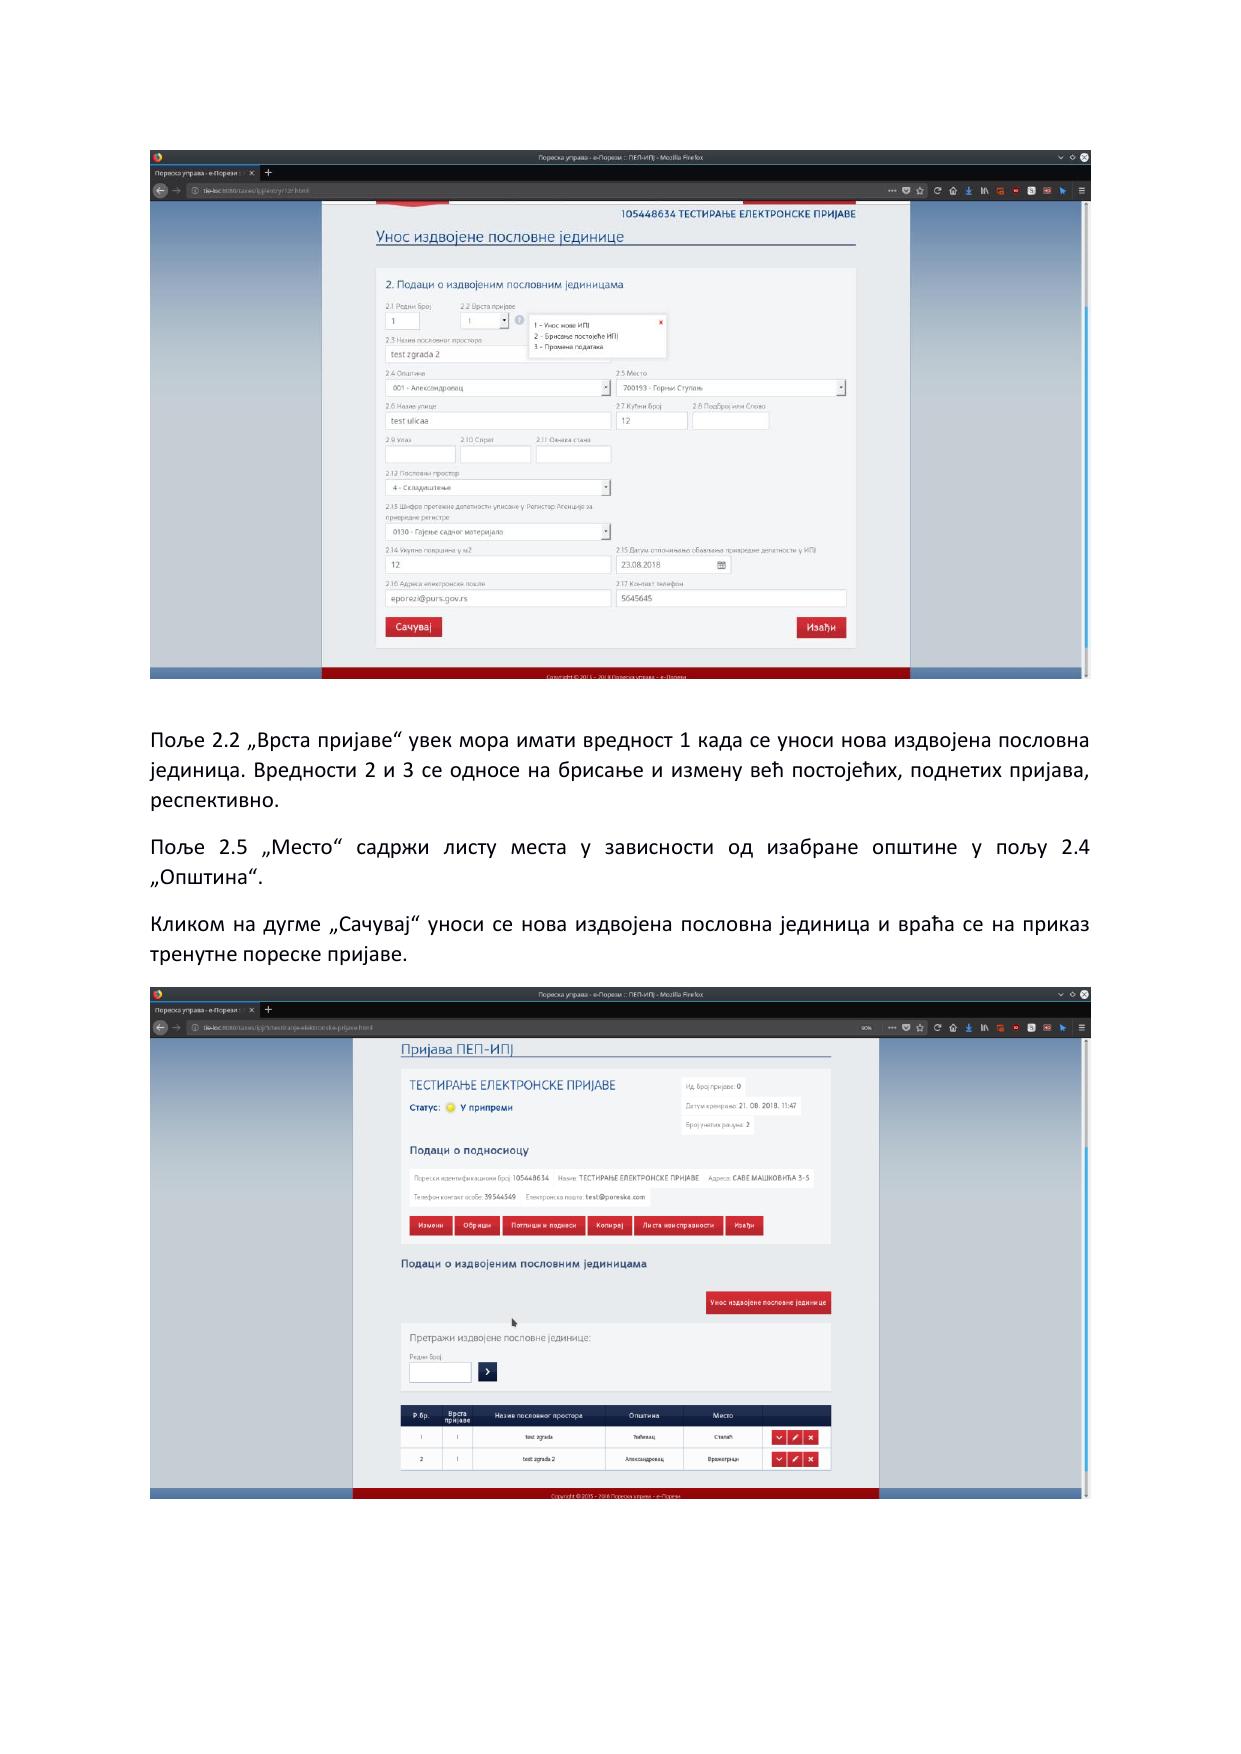 Пореска управа - е-Порези :: ПЕП-ИПЈ - Mozilla Firefox
Пореска управа - е-Порези :
105448634 ТЕСТИРАЊЕ ЕЛЕКТРОНСКЕ ПРИЈАВЕ
Унос издвојене пословне јединице
2. Подаци о издвојеним пословним јединицама
2.1 Редни број 2.2 Врста пријаве
1 1
1 - Унос нове ИПЈ
2 - Брисање постојеће ИПЈ
3 - Промена података
2.3 Назив пословног простора
test zgrada 2
2.4 Општина 2.5 Место
001 - Александровац 700193 - Горњи Ступањ
2.6 Назив улице 2.7 Кућни број 2.8 Подброј или Слово
test ulicaa 12
2.9 Улаз 2.10 Спрат 2.11 Ознака стана
2.12 Пословни простор
4 - Складиштење
2.13 Шифра претежне делатности уписане у Регистар Агенције за
привредне регистре
0130 - Гајење садног материјала
2.14 Укупна површина у м2 2.15 Датум отпочињања обављања привредне делатности у ИПЈ
12 23.08.2018
2.16 Адреса електронске поште 2.17 Контакт телефон
eporezi@purs.gov.rs 5645645
Сачувај Изађи
Copyright © 2015 - 2018 Пореска управа - е-Порези
Поље 2.2 „Врста пријаве“ увек мора имати вредност 1 када се уноси нова издвојена пословна
јединица. Вредности 2 и 3 се односе на брисање и измену већ постојећих, поднетих пријава,
респективно.
Поље 2.5 „Место“ садржи листу места у зависности од изабране општине у пољу 2.4
„Општина“.
Кликом на дугме „Сачувај“ уноси се нова издвојена пословна јединица и враћа се на приказ
тренутне пореске пријаве.
Пореска управа - е-Порези :: ПЕП-ИПЈ - Mozilla Firefox
Пореска управа - е-Порези :
90%
Пријава ПЕП-ИПЈ
ТЕСТИРАЊЕ ЕЛЕКТРОНСКЕ ПРИЈАВЕ
Ид. број пријаве: 0
Статус: У припреми
Датум креирања: 21. 08. 2018. 11:47
Број унетих рачуна: 2
Подаци о подносиоцу
Порески идентификациони број: 105448634 Назив: ТЕСТИРАЊЕ ЕЛЕКТРОНСКЕ ПРИЈАВЕ Адреса: САВЕ МАШКОВИЋА 3-5
Телефон контакт особе: 39544549 Електронска пошта: test@poreska.com
Измени Обриши Потпиши и поднеси Копирај Листа неисправности Изађи
Подаци о издвојеним пословним јединицама
Унос издвојене пословне јединице
Претражи издвојене пословне јединице:
Редни број:
Р.бр. Врста пријаве Назив пословног простора Општина Место
1 1 test zgrada Ћићевац Сталаћ
2 1 test zgrada 2 Александровац
Copyright © 2015 - 2018 Пореска управа - е-Порези